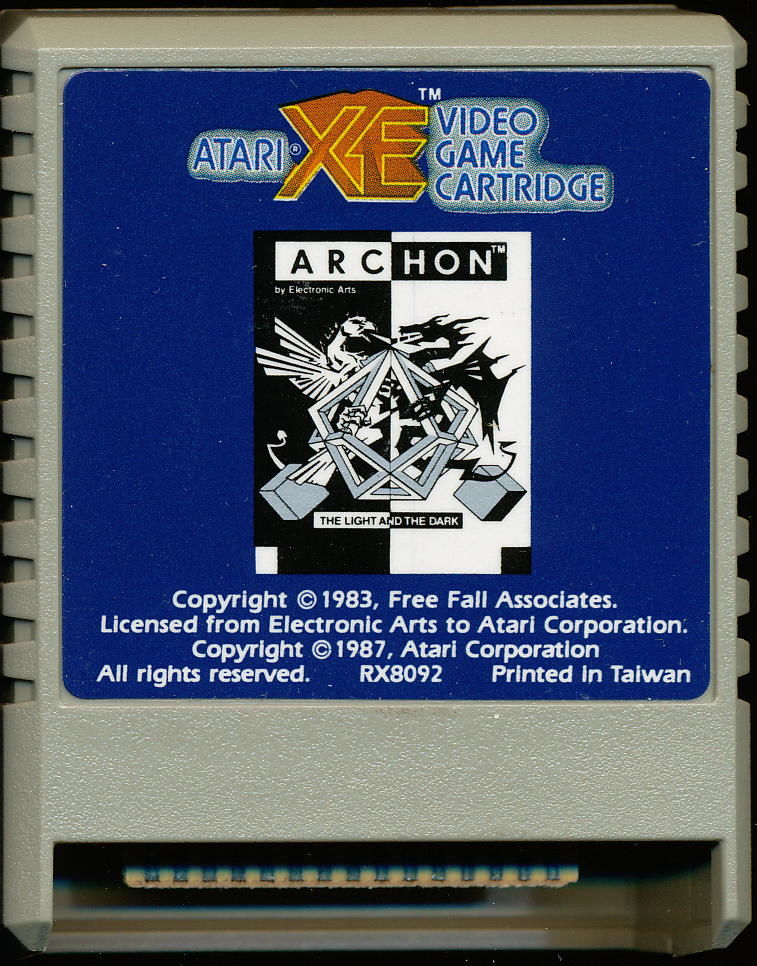 ATARI® XE™ VIDEO
GAME
CARTRIDGE
ARCHON™
by Electronic Arts
THE LIGHT AND THE DARK
Copyright ©1983, Free Fall Associates.
Licensed from Electronic Arts to Atari Corporation.
Copyright ©1987, Atari Corporation
All rights reserved. RX8092 Printed in Taiwan